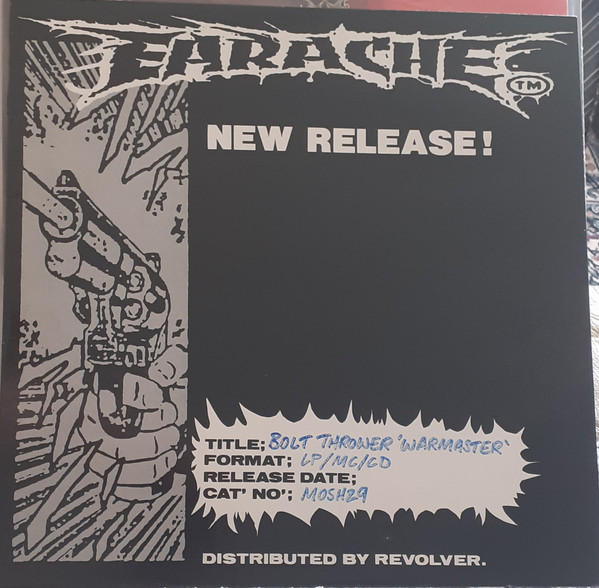 EARACHE TM
NEW RELEASE!
TITLE; BOLT THROWER 'WARMASTER'
FORMAT; LP/MC/CD
RELEASE DATE;
CAT' NO'; MOSH29
DISTRIBUTED BY REVOLVER.